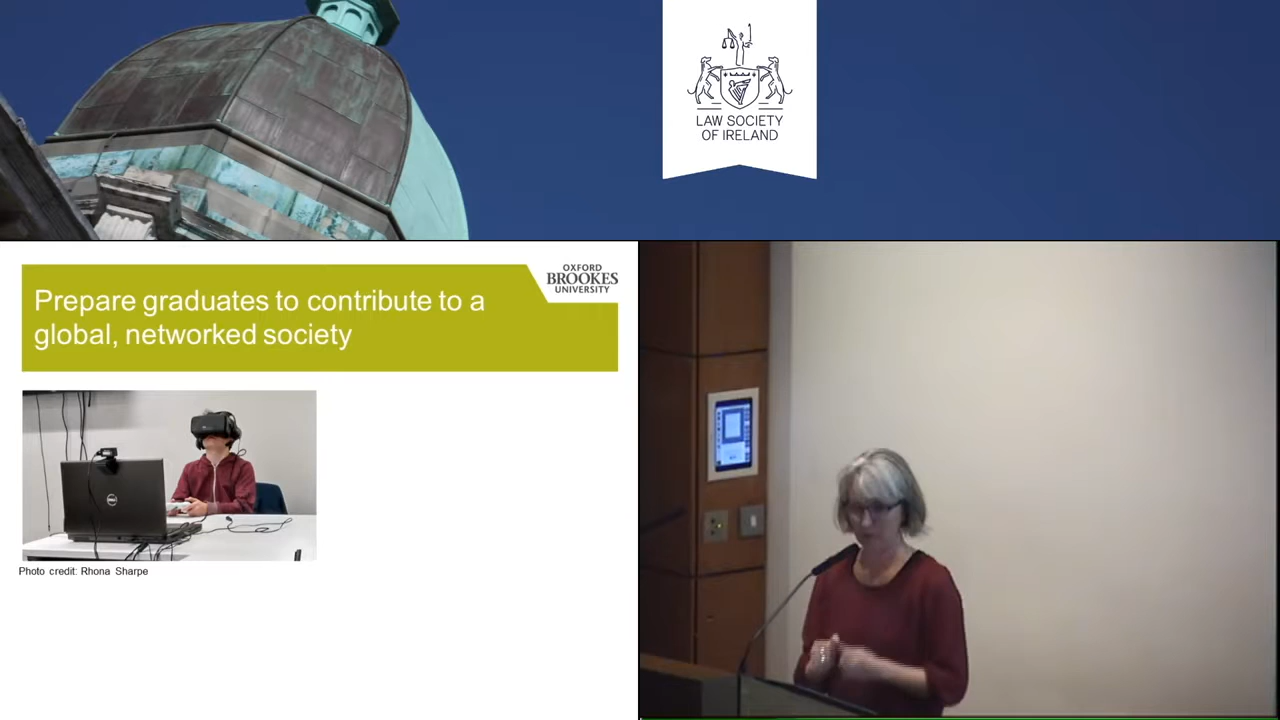 LAW SOCIETY
OF IRELAND
OXFORD
BROOKES
UNIVERSITY
Prepare graduates to contribute to a
global, networked society
DELL
Photo credit: Rhona Sharpe